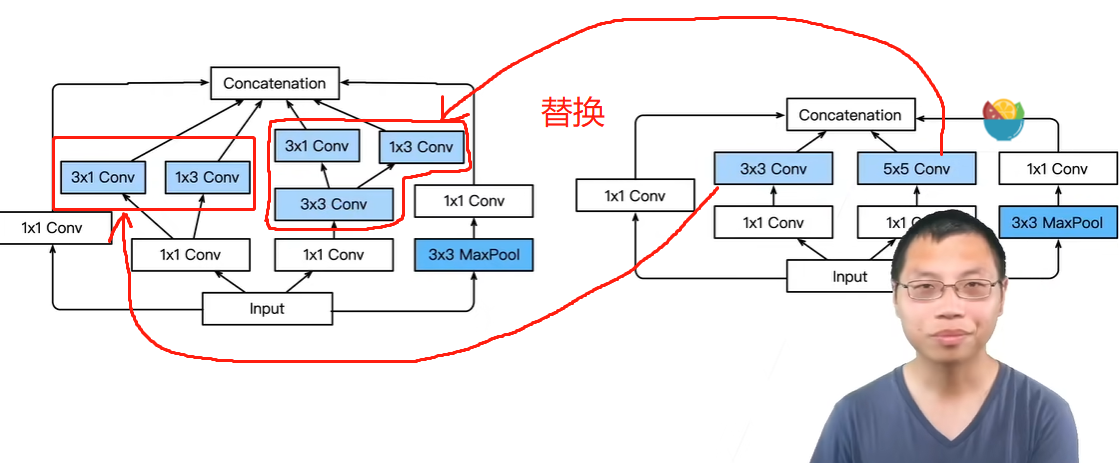 Concatenation
3x1 Conv
1x3 Conv
3x1 Conv
1x3 Conv
3x3 Conv
1x1 Conv
1x1 Conv
1x1 Conv
1x1 Conv
3x3 MaxPool
Input
替换
Concatenation
3x3 Conv
5x5 Conv
1x1 Conv
1x1 Conv
1x1 Conv
3x3 MaxPool
Input